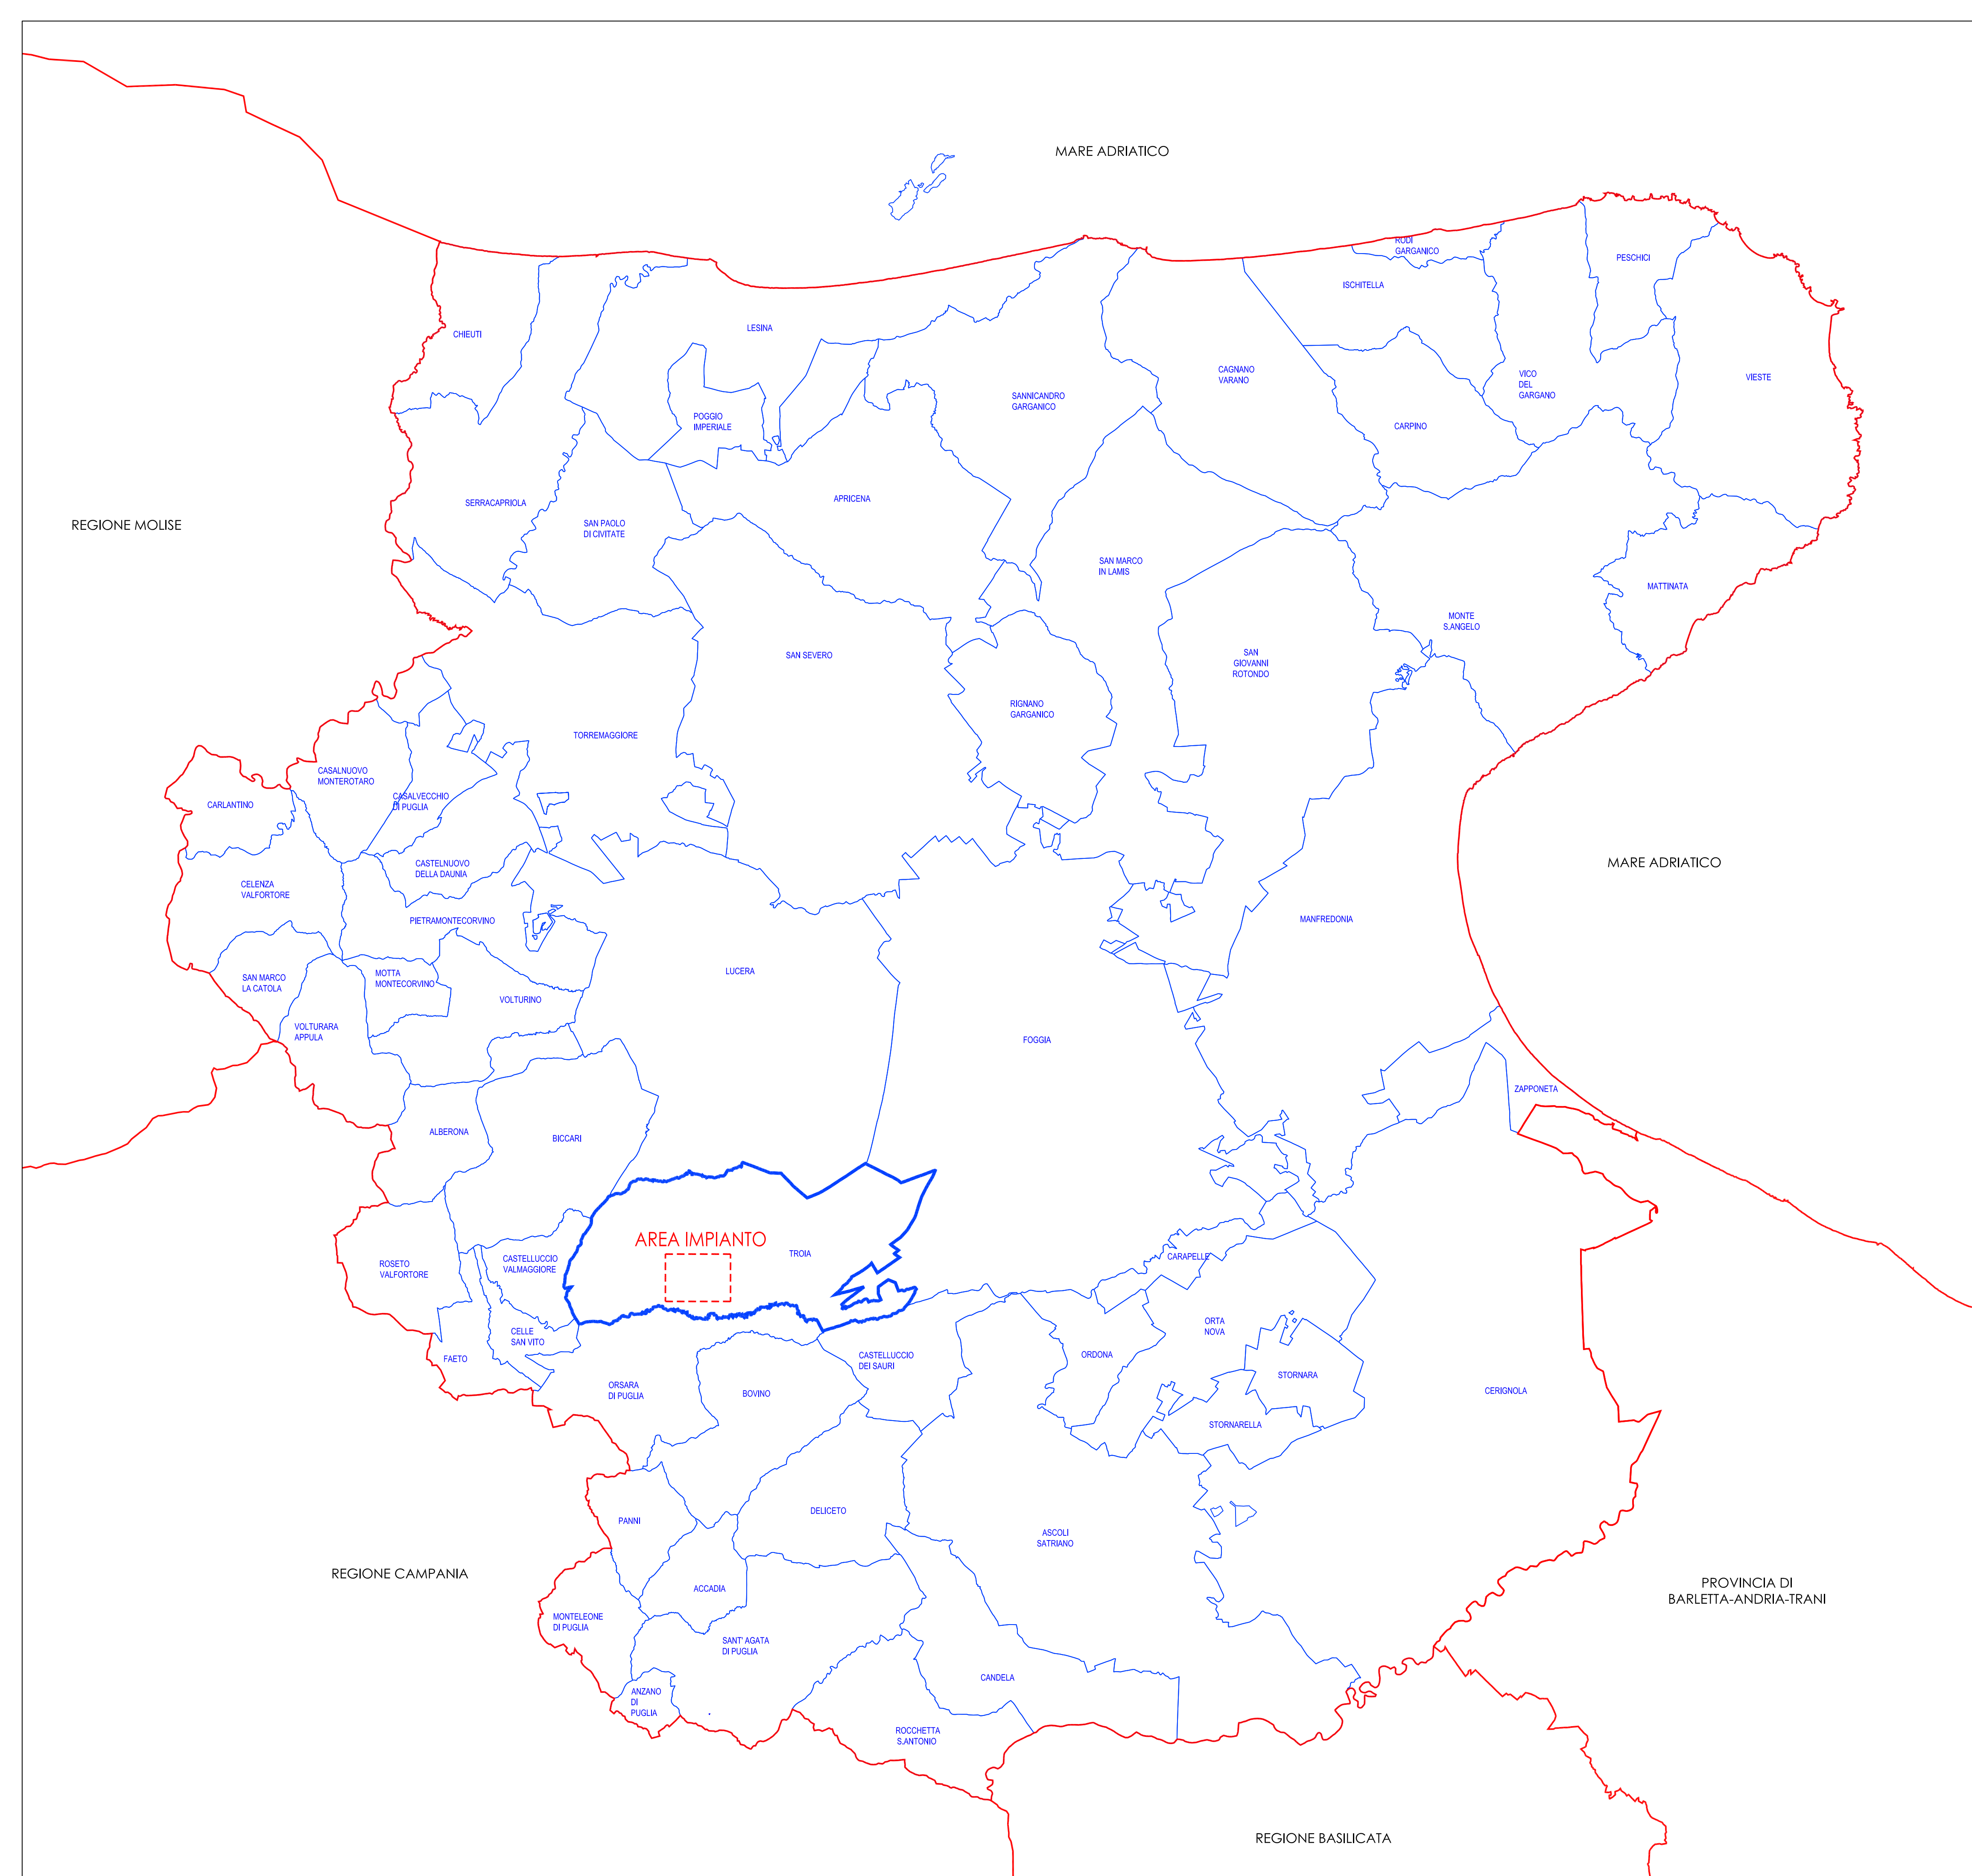 MARE ADRIATICO
RODI
GARGANICO
PESCHICI
ISCHITELLA
CHIEUTI
LESINA
CAGNANO
VARANO
VICO
DEL
GARGANO
VIESTE
SANNICANDRO
GARGANICO
POGGIO
IMPERIALE
CARPINO
SERRACAPRIOLA
APRICENA
REGIONE MOLISE
SAN PAOLO
DI CIVITATE
SAN MARCO
IN LAMIS
MATTINATA
MONTE
S.ANGELO
SAN SEVERO
SAN
GIOVANNI
ROTONDO
RIGNANO
GARGANICO
TORREMAGGIORE
CASALNUOVO
MONTEROTARO
CARLANTINO
CASALVECCHIO
DI PUGLIA
CASTELNUOVO
DELLA DAUNIA
MARE ADRIATICO
CELENZA
VALFORTORE
PIETRAMONTECORVINO
MANFREDONIA
SAN MARCO
LA CATOLA
MOTTA
MONTECORVINO
LUCERA
VOLTURINO
VOLTURARA
APPULA
FOGGIA
ZAPPONETA
ALBERONA
BICCARI
AREA IMPIANTO
TROIA
CASTELLUCCIO
VALMAGGIORE
CARAPELLE
ROSETO
VALFORTORE
CELLE
SAN VITO
ORTA
NOVA
FAETO
CASTELLUCCIO
DEI SAURI
ORDONA
STORNARA
ORSARA
DI PUGLIA
BOVINO
CERIGNOLA
STORNARELLA
DELICETO
PANNI
ASCOLI
SATRIANO
REGIONE CAMPANIA
ACCADIA
PROVINCIA DI
BARLETTA-ANDRIA-TRANI
MONTELEONE
DI PUGLIA
SANT' AGATA
DI PUGLIA
CANDELA
ANZANO
DI
PUGLIA
ROCCHETTA
S.ANTONIO
REGIONE BASILICATA